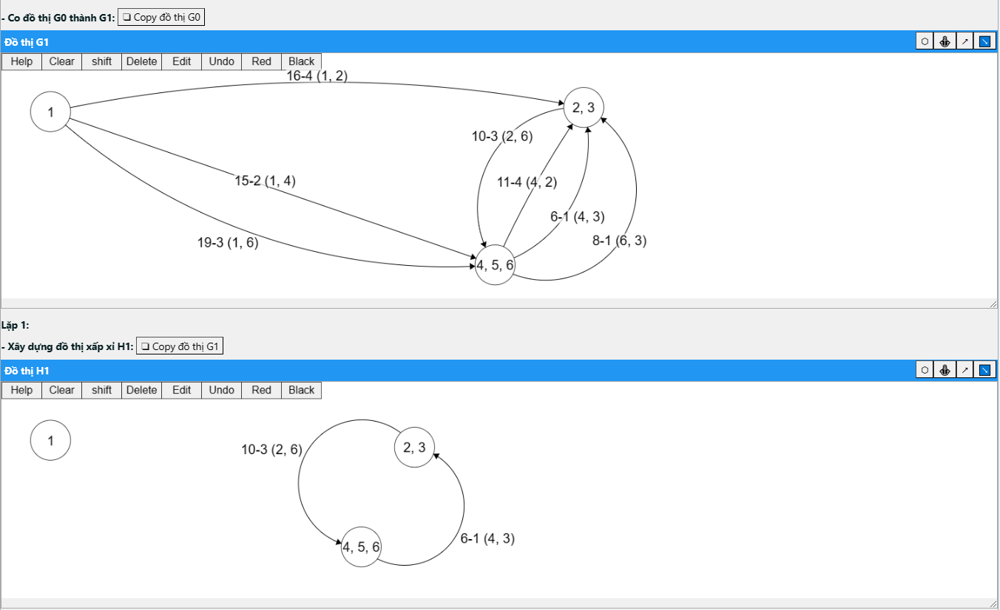 - Co đồ thị G0 thành G1: ❏ Copy đồ thị G0
Đồ thị G1
Help Clear shift Delete Edit Undo Red Black
16-4 (1, 2)
1
2, 3
10-3 (2, 6)
15-2 (1, 4)
11-4 (4, 2)
6-1 (4, 3)
19-3 (1, 6)
8-1 (6, 3)
4, 5, 6
Lặp 1:
- Xây dựng đồ thị xấp xỉ H1: ❏ Copy đồ thị G1
Đồ thị H1
Help Clear shift Delete Edit Undo Red Black
1
10-3 (2, 6)
2, 3
6-1 (4, 3)
4, 5, 6